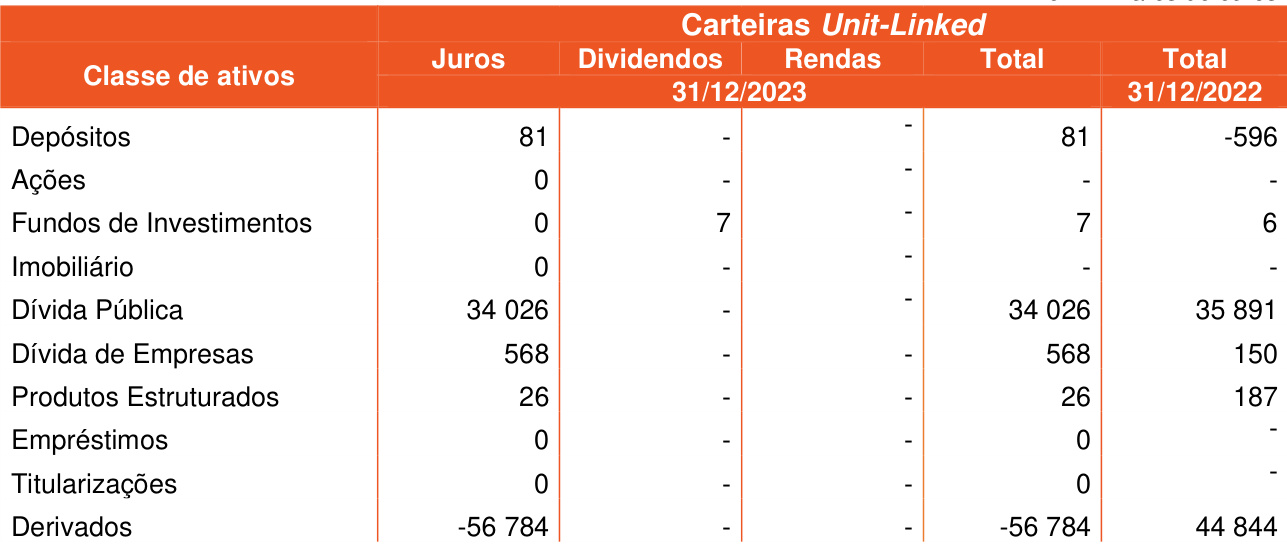 Carteiras Unit-Linked
Classe de ativos Juros Dividendos Rendas Total Total
31/12/2023 31/12/2022
Depósitos 81 - - 81 -596
Ações 0 - - - -
Fundos de Investimentos 0 7 - 7 6
Imobiliário 0 - - - -
Dívida Pública 34 026 - - 34 026 35 891
Dívida de Empresas 568 - - 568 150
Produtos Estruturados 26 - - 26 187
Empréstimos 0 - - 0 -
Titularizações 0 - - 0 -
Derivados -56 784 - - -56 784 44 844